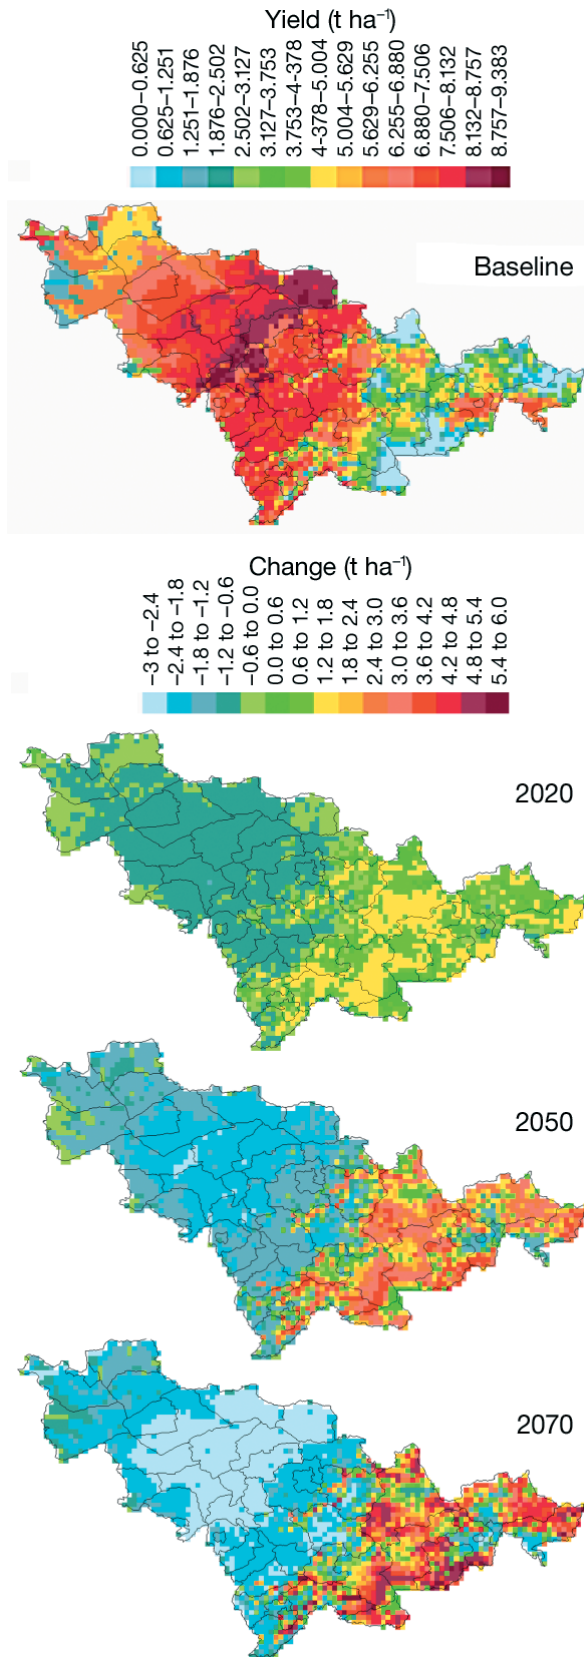 Yield (t ha⁻¹)
0.000–0.625
0.625–1.251
1.251–1.876
1.876–2.502
2.502–3.127
3.127–3.753
3.753–4-378
4-378–5.004
5.004–5.629
5.629–6.255
6.255–6.880
6.880–7.506
7.506–8.132
8.132–8.757
8.757–9.383
Baseline
Change (t ha⁻¹)
−3 to −2.4
−2.4 to −1.8
−1.8 to −1.2
−1.2 to −0.6
−0.6 to 0.0
0.0 to 0.6
0.6 to 1.2
1.2 to 1.8
1.8 to 2.4
2.4 to 3.0
3.0 to 3.6
3.6 to 4.2
4.2 to 4.8
4.8 to 5.4
5.4 to 6.0
2020
2050
2070